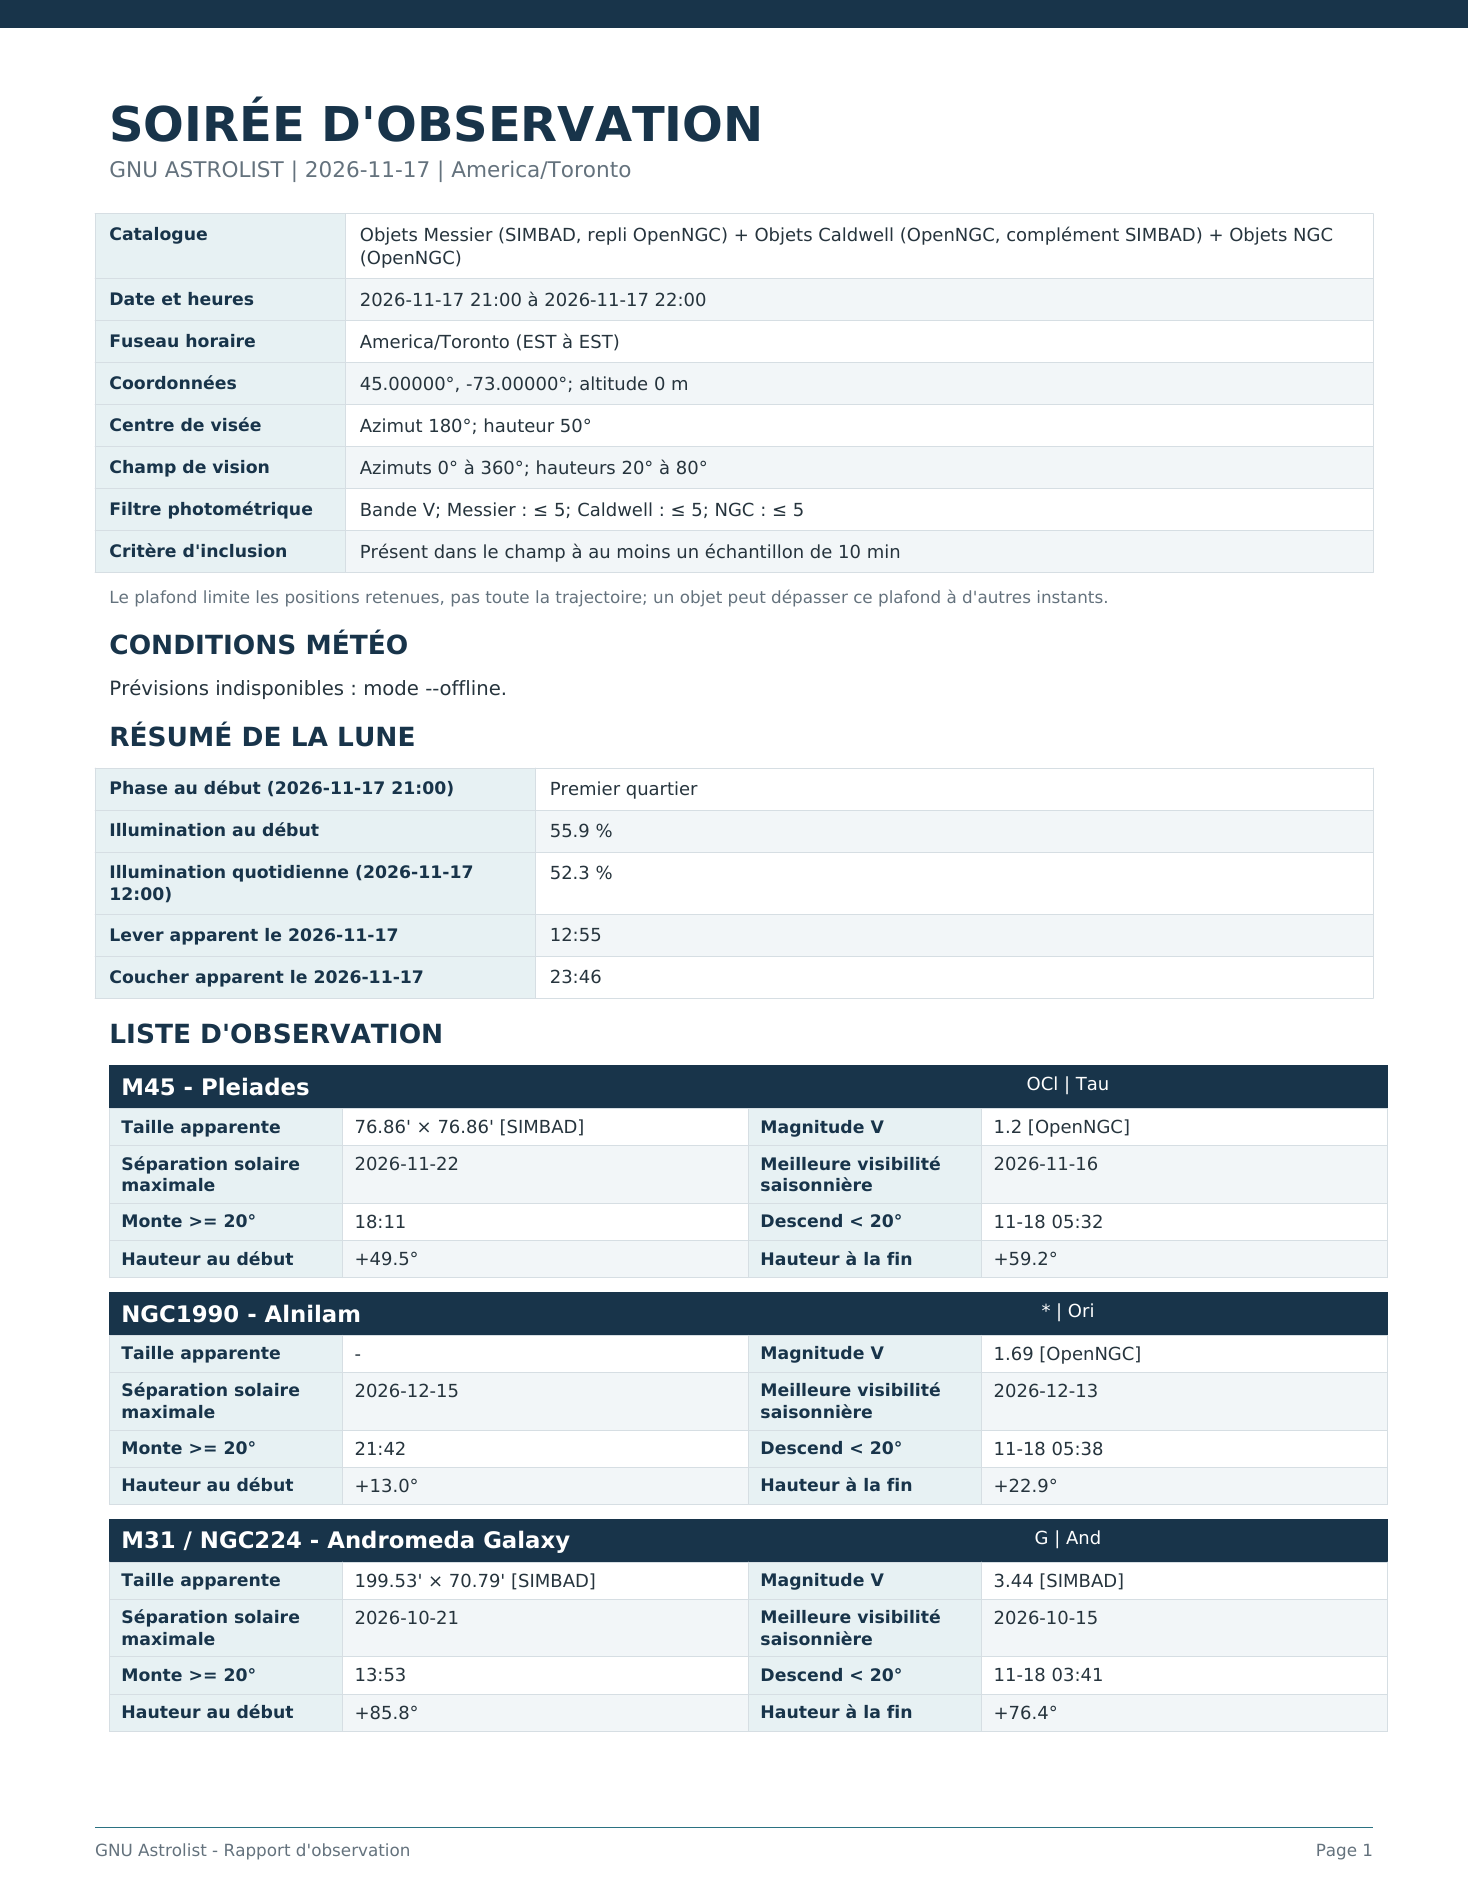 SOIRÉE D'OBSERVATION
GNU ASTROLIST | 2026-11-17 | America/Toronto
Catalogue
Objets Messier (SIMBAD, repli OpenNGC) + Objets Caldwell (OpenNGC, complément SIMBAD) + Objets NGC
(OpenNGC)
Date et heures
2026-11-17 21:00 à 2026-11-17 22:00
Fuseau horaire
America/Toronto (EST à EST)
Coordonnées
45.00000°, -73.00000°; altitude 0 m
Centre de visée
Azimut 180°; hauteur 50°
Champ de vision
Azimuts 0° à 360°; hauteurs 20° à 80°
Filtre photométrique
Bande V; Messier : ≤ 5; Caldwell : ≤ 5; NGC : ≤ 5
Critère d'inclusion
Présent dans le champ à au moins un échantillon de 10 min
Le plafond limite les positions retenues, pas toute la trajectoire; un objet peut dépasser ce plafond à d'autres instants.
CONDITIONS MÉTÉO
Prévisions indisponibles : mode --offline.
RÉSUMÉ DE LA LUNE
Phase au début (2026-11-17 21:00)
Premier quartier
Illumination au début
55.9 %
Illumination quotidienne (2026-11-17
12:00)
52.3 %
Lever apparent le 2026-11-17
12:55
Coucher apparent le 2026-11-17
23:46
LISTE D'OBSERVATION
M45 - Pleiades
OCl | Tau
Taille apparente
76.86' × 76.86' [SIMBAD]
Magnitude V
1.2 [OpenNGC]
Séparation solaire
maximale
2026-11-22
Meilleure visibilité
saisonnière
2026-11-16
Monte >= 20°
18:11
Descend < 20°
11-18 05:32
Hauteur au début
+49.5°
Hauteur à la fin
+59.2°
NGC1990 - Alnilam
* | Ori
Taille apparente
-
Magnitude V
1.69 [OpenNGC]
Séparation solaire
maximale
2026-12-15
Meilleure visibilité
saisonnière
2026-12-13
Monte >= 20°
21:42
Descend < 20°
11-18 05:38
Hauteur au début
+13.0°
Hauteur à la fin
+22.9°
M31 / NGC224 - Andromeda Galaxy
G | And
Taille apparente
199.53' × 70.79' [SIMBAD]
Magnitude V
3.44 [SIMBAD]
Séparation solaire
maximale
2026-10-21
Meilleure visibilité
saisonnière
2026-10-15
Monte >= 20°
13:53
Descend < 20°
11-18 03:41
Hauteur au début
+85.8°
Hauteur à la fin
+76.4°
GNU Astrolist - Rapport d'observation
Page 1